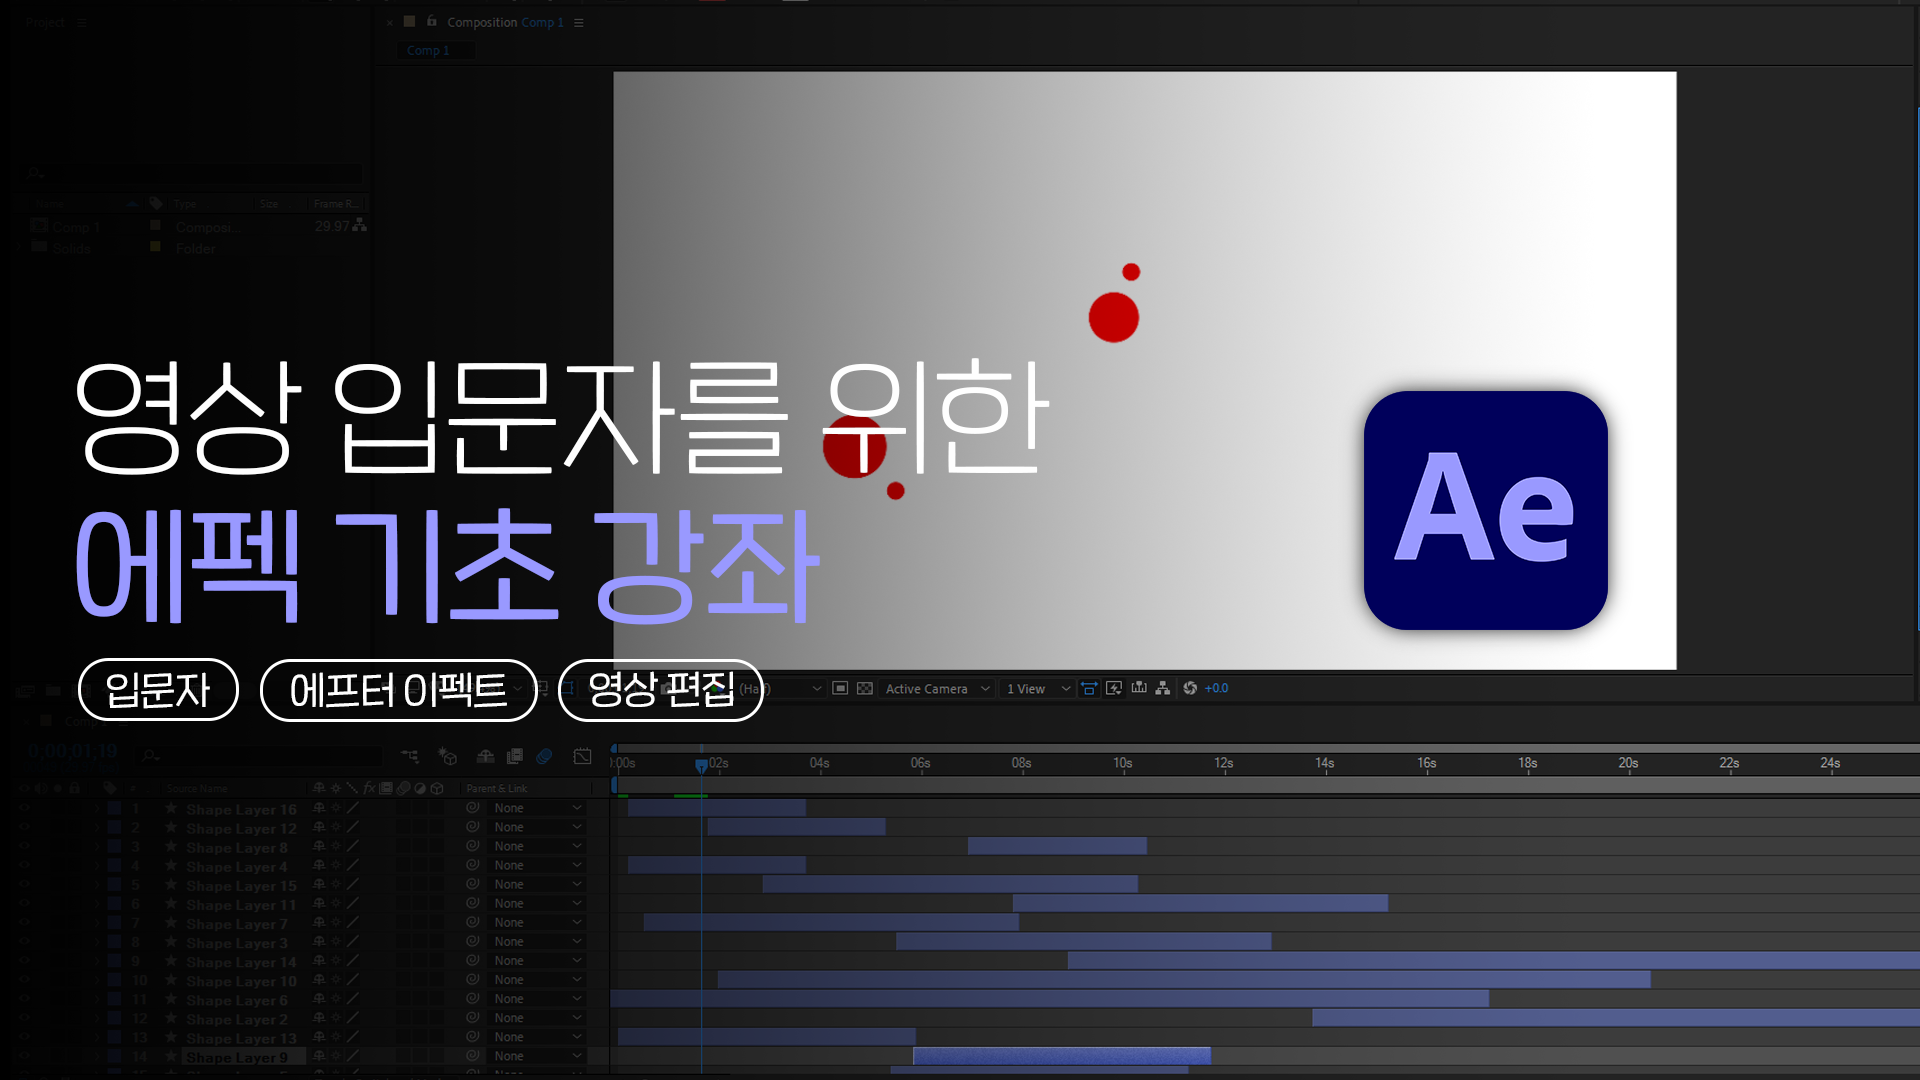 Project
Composition Comp 1
Comp 1
Name Type Size Frame R...
Comp 1 Composi... 29.97
Solids Folder
영상 입문자를 위한
에펙 기초 강좌
Ae
입문자 에프터 이펙트 영상 편집
(Half) Active Camera 1 View +0.0
Comp
0;00;01;19
:00s 02s 04s 06s 08s 10s 12s 14s 16s 18s 20s 22s 24s
# Source Name fx Parent & Link
1 Shape Layer 16 None
2 Shape Layer 12 None
3 Shape Layer 8 None
4 Shape Layer 4 None
5 Shape Layer 15 None
6 Shape Layer 11 None
7 Shape Layer 7 None
8 Shape Layer 3 None
9 Shape Layer 14 None
10 Shape Layer 10 None
11 Shape Layer 6 None
12 Shape Layer 2 None
13 Shape Layer 13 None
14 Shape Layer 9 None